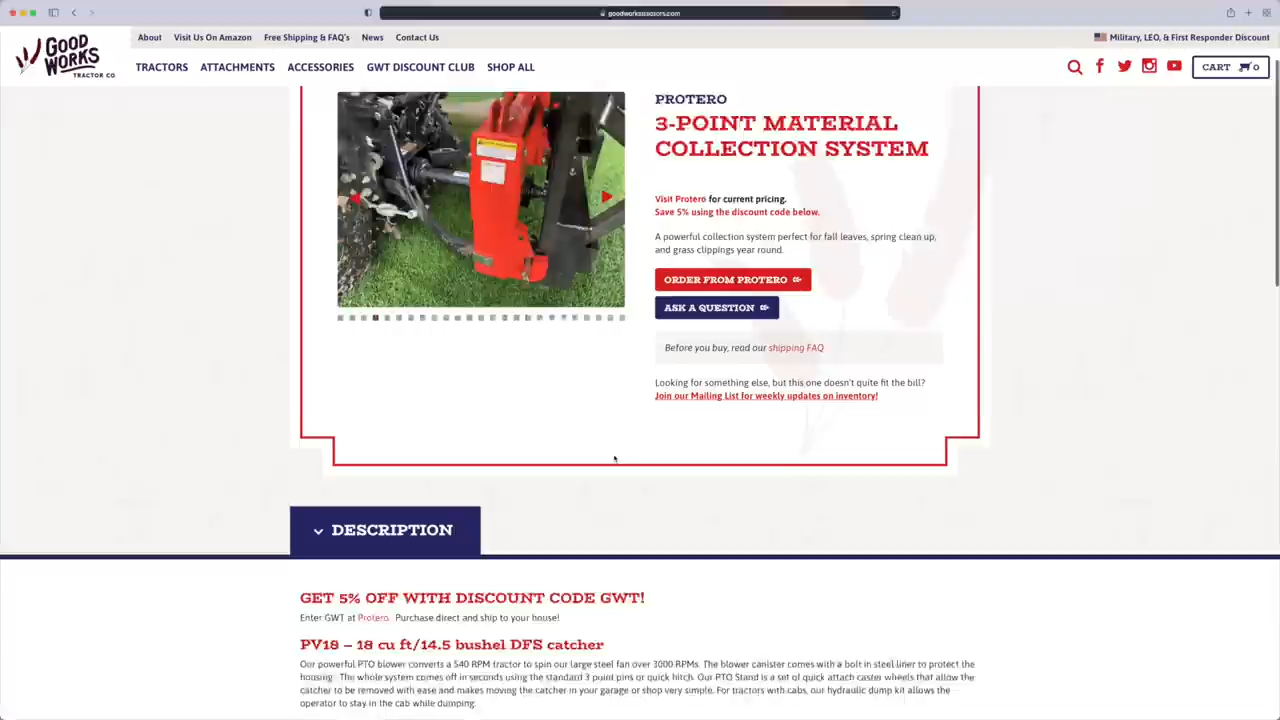 goodworkstractors.com
GOOD
WORKS
TRACTOR CO
About Visit Us On Amazon Free Shipping & FAQ's News Contact Us
Military, LEO, & First Responder Discount
TRACTORS ATTACHMENTS ACCESSORIES GWT DISCOUNT CLUB SHOP ALL
CART 0
PROTERO
3-POINT MATERIAL
COLLECTION SYSTEM
Visit Protero for current pricing.
Save 5% using the discount code below.
A powerful collection system perfect for fall leaves, spring clean up,
and grass clippings year round.
ORDER FROM PROTERO
ASK A QUESTION
Before you buy, read our shipping FAQ
Looking for something else, but this one doesn't quite fit the bill?
Join our Mailing List for weekly updates on inventory!
DESCRIPTION
GET 5% OFF WITH DISCOUNT CODE GWT!
Enter GWT at Protero. Purchase direct and ship to your house!
PV18 – 18 cu ft/14.5 bushel DFS catcher
Our powerful PTO blower converts a 540 RPM tractor to spin our large steel fan over 3000 RPMs. The blower canister comes with a bolt in steel liner to protect the
housing. The whole system comes off in seconds using the standard 3 point pins or quick hitch. Our PTO Stand is a set of quick attach caster wheels that allow the
catcher to be removed with ease and makes moving the catcher in your garage or shop very simple. For tractors with cabs, our hydraulic dump kit allows the
operator to stay in the cab while dumping.